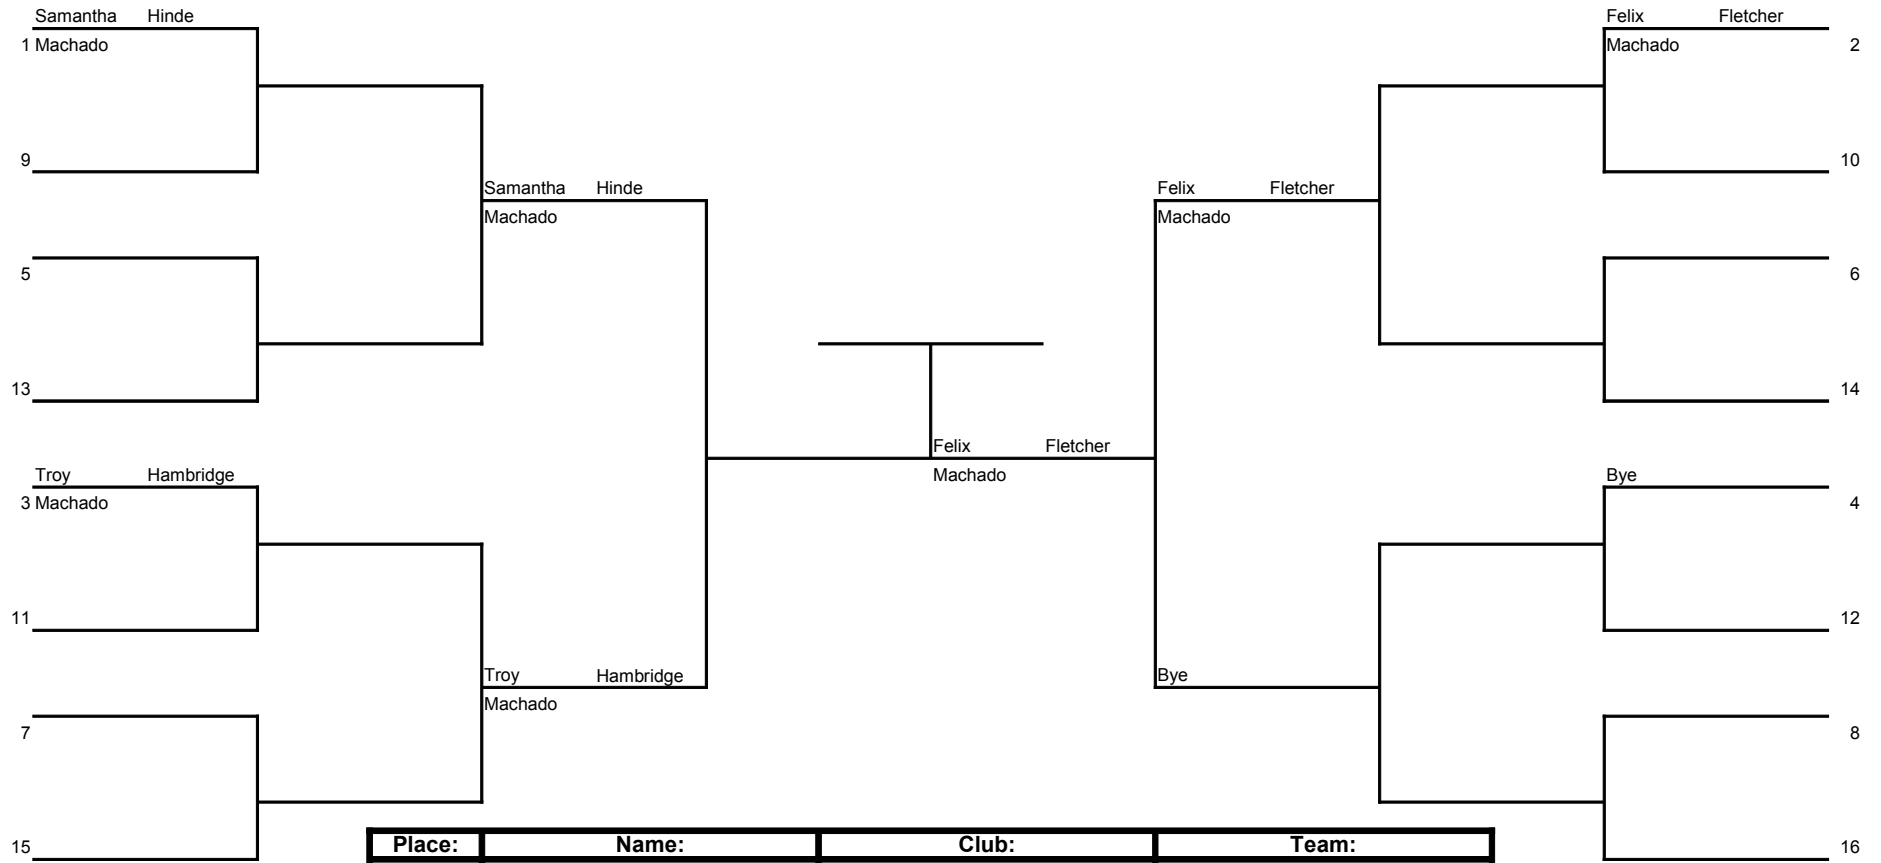 Samantha Hinde Felix Fletcher
1 Machado Machado 2
9 10
Samantha Hinde Felix Fletcher
Machado Machado
5 6
13 14
Felix Fletcher
Troy Hambridge Machado Bye
3 Machado 4
11 12
Troy Hambridge Bye
Machado
7 8
15 Place: Name: Club: Team: 16